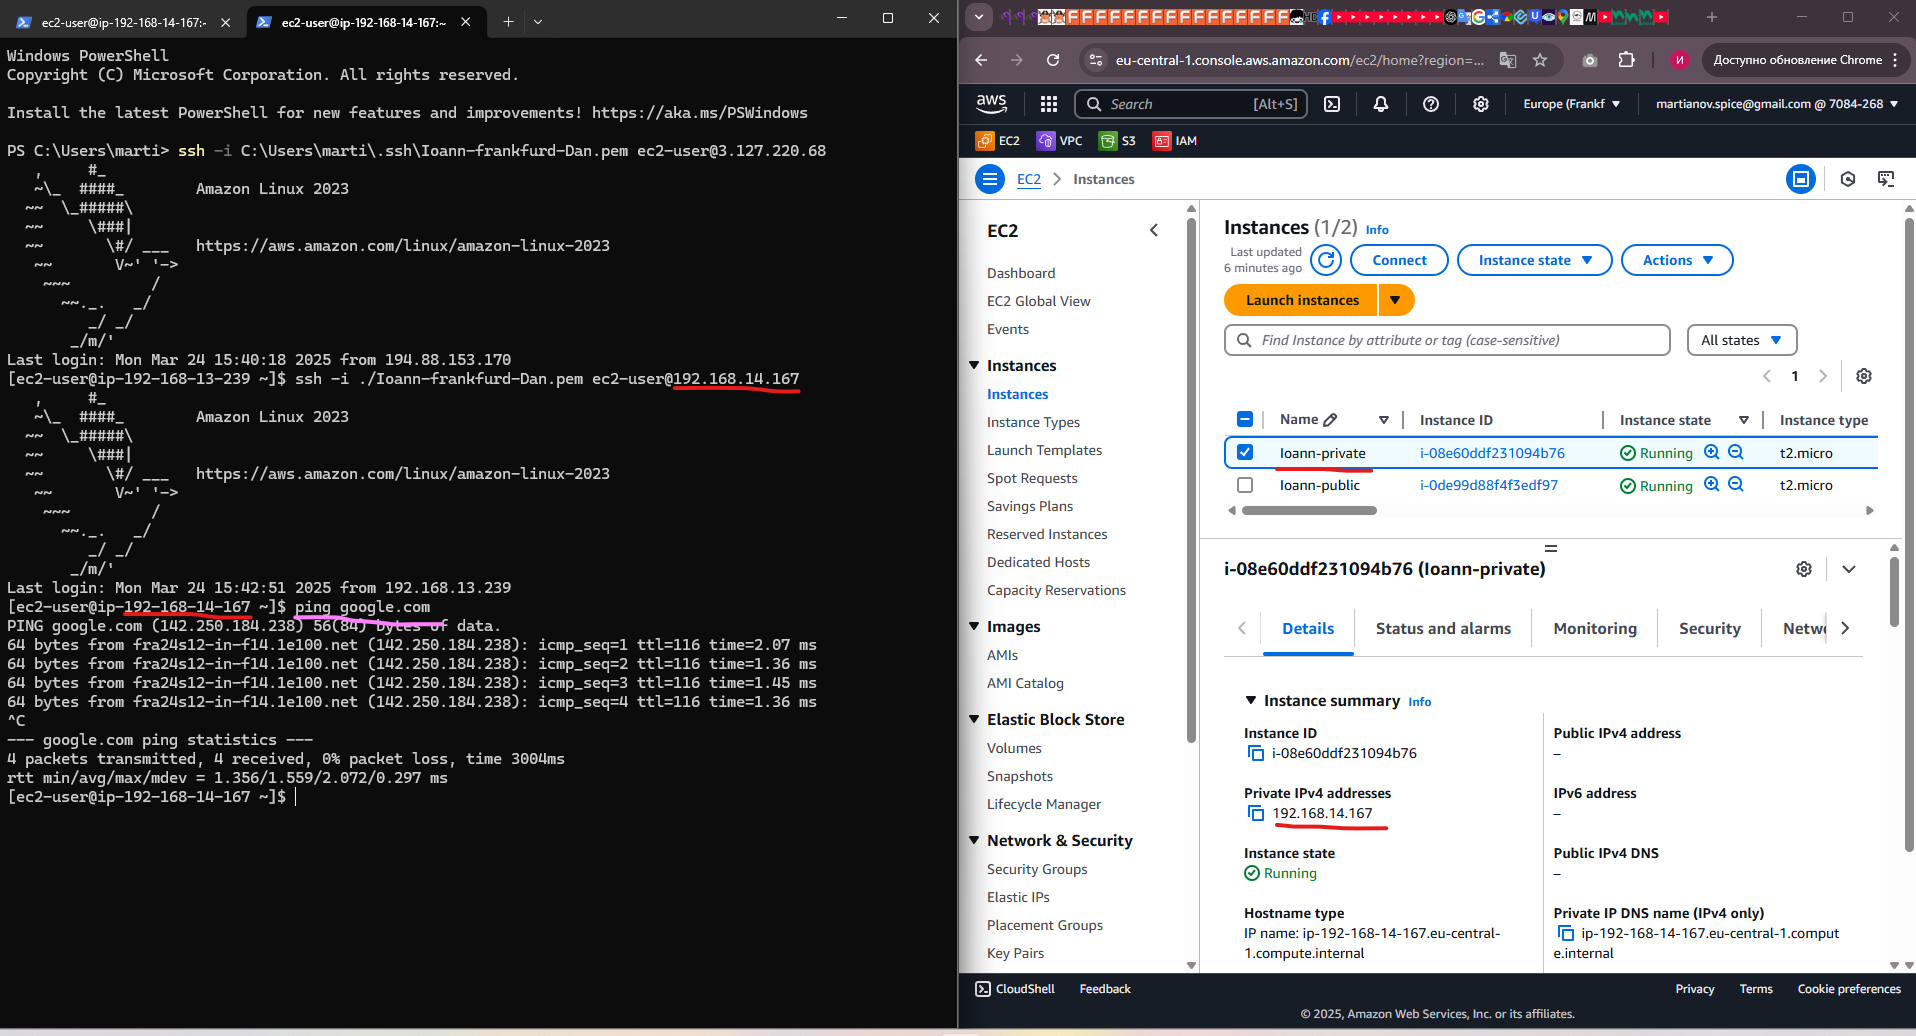 ec2-user@ip-192-168-14-167:~
ec2-user@ip-192-168-14-167:~
Windows PowerShell
Copyright (C) Microsoft Corporation. All rights reserved.
Install the latest PowerShell for new features and improvements! https://aka.ms/PSWindows
PS C:\Users\marti> ssh -i C:\Users\marti\.ssh\Ioann-frankfurd-Dan.pem ec2-user@3.127.220.68
   ,     #_
   ~\_  ####_        Amazon Linux 2023
  ~~  \_#####\
  ~~     \###|
  ~~       \#/ ___   https://aws.amazon.com/linux/amazon-linux-2023
   ~~       V~' '->
    ~~~         /
      ~~._.   _/
         _/ _/
       _/m/'
Last login: Mon Mar 24 15:40:18 2025 from 194.88.153.170
[ec2-user@ip-192-168-13-239 ~]$ ssh -i ./Ioann-frankfurd-Dan.pem ec2-user@192.168.14.167
   ,     #_
   ~\_  ####_        Amazon Linux 2023
  ~~  \_#####\
  ~~     \###|
  ~~       \#/ ___   https://aws.amazon.com/linux/amazon-linux-2023
   ~~       V~' '->
    ~~~         /
      ~~._.   _/
         _/ _/
       _/m/'
Last login: Mon Mar 24 15:42:51 2025 from 192.168.13.239
[ec2-user@ip-192-168-14-167 ~]$ ping google.com
PING google.com (142.250.184.238) 56(84) bytes of data.
64 bytes from fra24s12-in-f14.1e100.net (142.250.184.238): icmp_seq=1 ttl=116 time=2.07 ms
64 bytes from fra24s12-in-f14.1e100.net (142.250.184.238): icmp_seq=2 ttl=116 time=1.36 ms
64 bytes from fra24s12-in-f14.1e100.net (142.250.184.238): icmp_seq=3 ttl=116 time=1.45 ms
64 bytes from fra24s12-in-f14.1e100.net (142.250.184.238): icmp_seq=4 ttl=116 time=1.36 ms
^C
--- google.com ping statistics ---
4 packets transmitted, 4 received, 0% packet loss, time 3004ms
rtt min/avg/max/mdev = 1.356/1.559/2.072/0.297 ms
[ec2-user@ip-192-168-14-167 ~]$
eu-central-1.console.aws.amazon.com/ec2/home?region=...
И
Доступно обновление Chrome
aws
Search [Alt+S]
Europe (Frankf
martianov.spice@gmail.com @ 7084-268
EC2 VPC S3 IAM
EC2 > Instances
EC2
Dashboard
EC2 Global View
Events
Instances
Instances
Instance Types
Launch Templates
Spot Requests
Savings Plans
Reserved Instances
Dedicated Hosts
Capacity Reservations
Images
AMIs
AMI Catalog
Elastic Block Store
Volumes
Snapshots
Lifecycle Manager
Network & Security
Security Groups
Elastic IPs
Placement Groups
Key Pairs
Instances (1/2) Info
Last updated
6 minutes ago
Connect
Instance state
Actions
Launch instances
Find Instance by attribute or tag (case-sensitive)
All states
1
Name Instance ID Instance state Instance type
Ioann-private i-08e60ddf231094b76 Running t2.micro
Ioann-public i-0de99d88f4f3edf97 Running t2.micro
i-08e60ddf231094b76 (Ioann-private)
Details Status and alarms Monitoring Security Netw
Instance summary Info
Instance ID
i-08e60ddf231094b76
Public IPv4 address
–
Private IPv4 addresses
192.168.14.167
IPv6 address
–
Instance state
Running
Public IPv4 DNS
–
Hostname type
IP name: ip-192-168-14-167.eu-central-
1.compute.internal
Private IP DNS name (IPv4 only)
ip-192-168-14-167.eu-central-1.comput
e.internal
CloudShell Feedback
Privacy Terms Cookie preferences
© 2025, Amazon Web Services, Inc. or its affiliates.